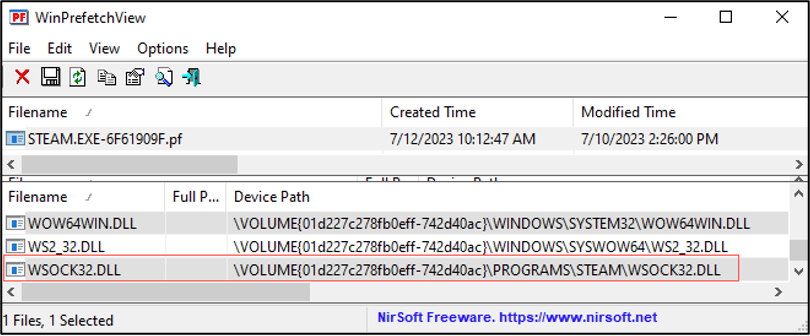 PF WinPrefetchView
File Edit View Options Help
Filename Created Time Modified Time
STEAM.EXE-6F61909F.pf 7/12/2023 10:12:47 AM 7/10/2023 2:26:00 PM
Filename Full P... Device Path
WOW64WIN.DLL \VOLUME{01d227c278fb0eff-742d40ac}\WINDOWS\SYSTEM32\WOW64WIN.DLL
WS2_32.DLL \VOLUME{01d227c278fb0eff-742d40ac}\WINDOWS\SYSWOW64\WS2_32.DLL
WSOCK32.DLL \VOLUME{01d227c278fb0eff-742d40ac}\PROGRAMS\STEAM\WSOCK32.DLL
1 Files, 1 Selected NirSoft Freeware. https://www.nirsoft.net